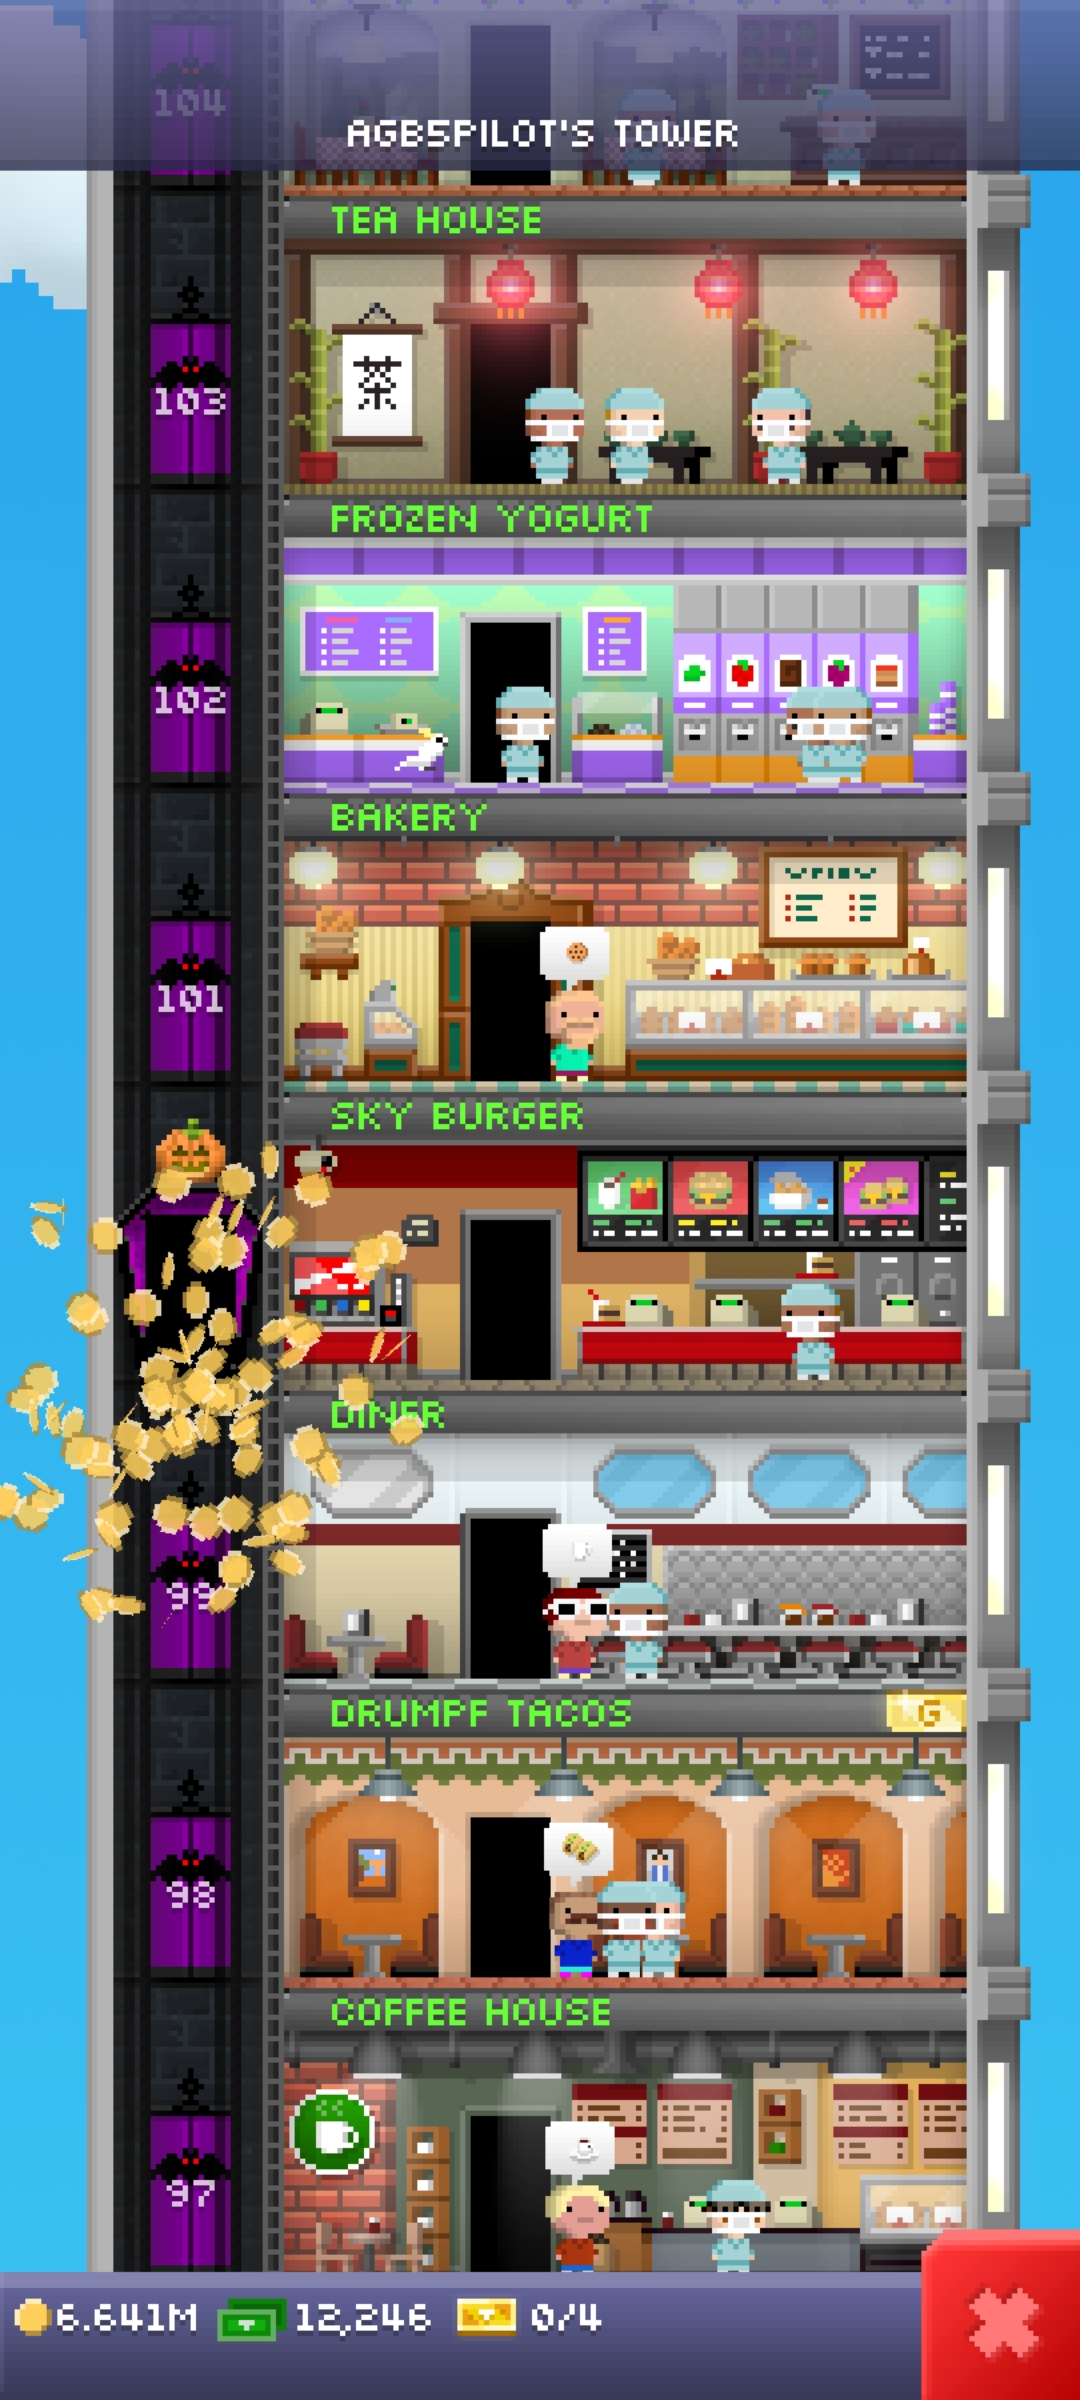 104
AGB5PILOT'S TOWER
TEA HOUSE
茶
103
FROZEN YOGURT
102
BAKERY
101
SKY BURGER
DINER
99
DRUMPF TACOS
G
98
COFFEE HOUSE
97
6.641M
12,246
0/4